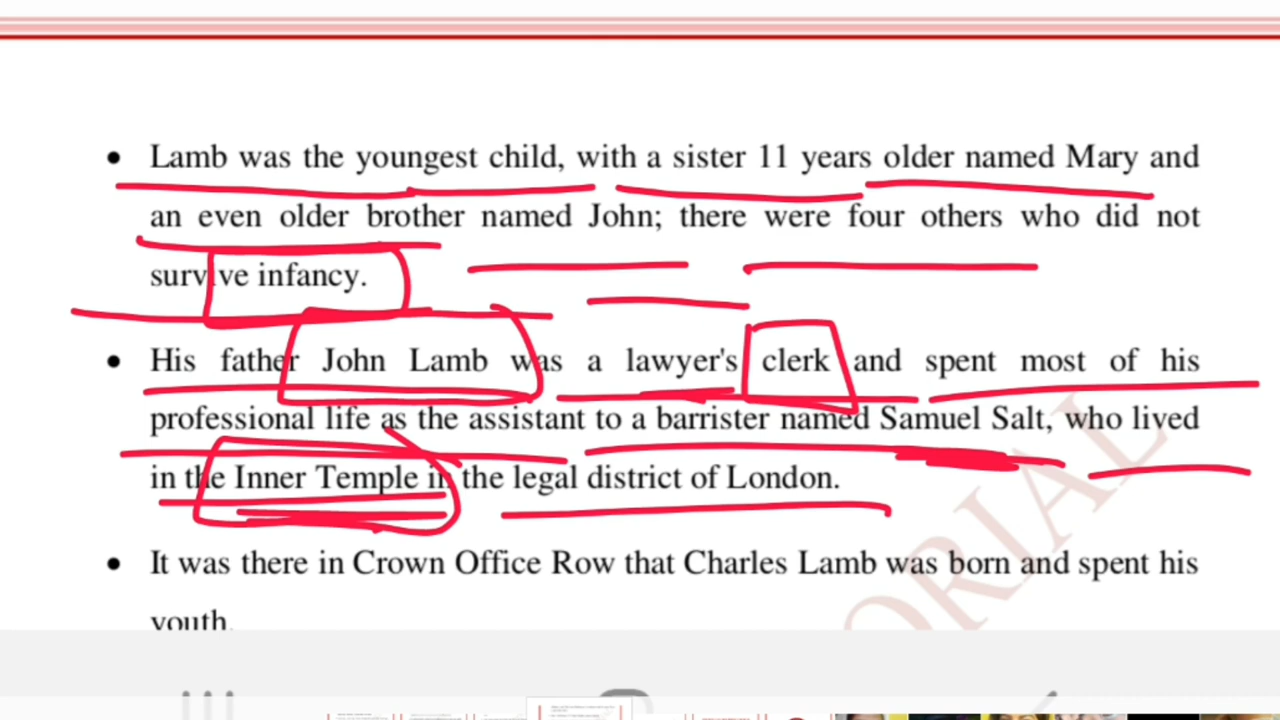 • Lamb was the youngest child, with a sister 11 years older named Mary and
an even older brother named John; there were four others who did not
survive infancy.
• His father John Lamb was a lawyer's clerk and spent most of his
professional life as the assistant to a barrister named Samuel Salt, who lived
in the Inner Temple in the legal district of London.
• It was there in Crown Office Row that Charles Lamb was born and spent his
youth.
ORIAL